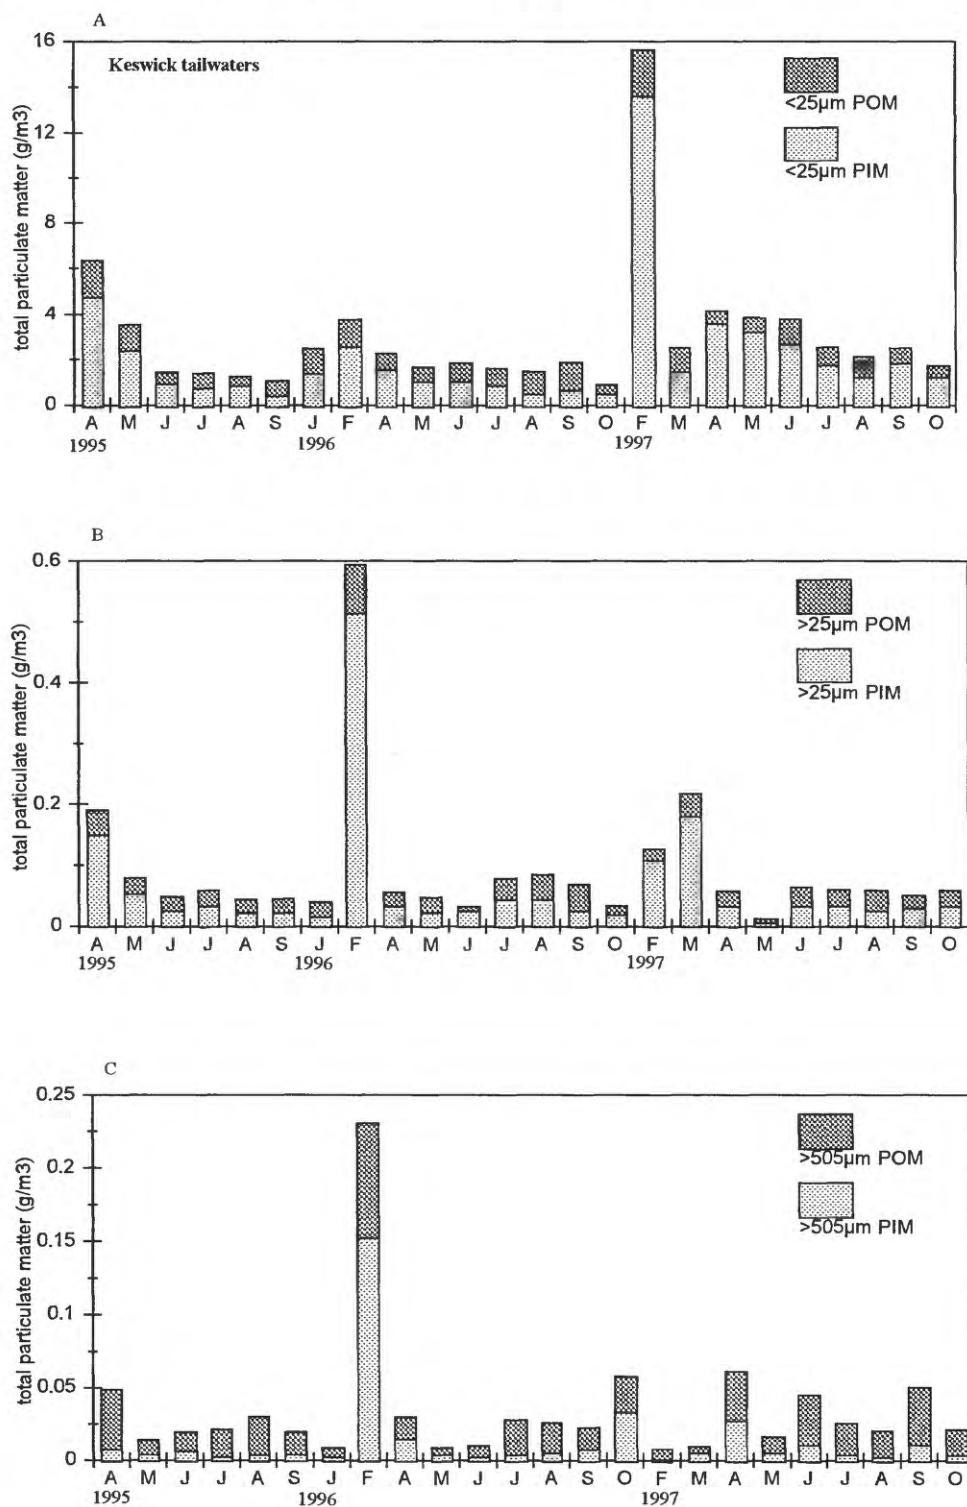 A
Keswick tailwaters
total particulate matter (g/m3)
16
12
8
4
0
<25µm POM
<25µm PIM
A M J J A S J F A M J J A S O F M A M J J A S O
1995 1996 1997
B
total particulate matter (g/m3)
0.6
0.4
0.2
0
>25µm POM
>25µm PIM
A M J J A S J F A M J J A S O F M A M J J A S O
1995 1996 1997
C
total particulate matter (g/m3)
0.25
0.2
0.15
0.1
0.05
0
>505µm POM
>505µm PIM
A M J J A S J F A M J J A S O F M A M J J A S O
1995 1996 1997